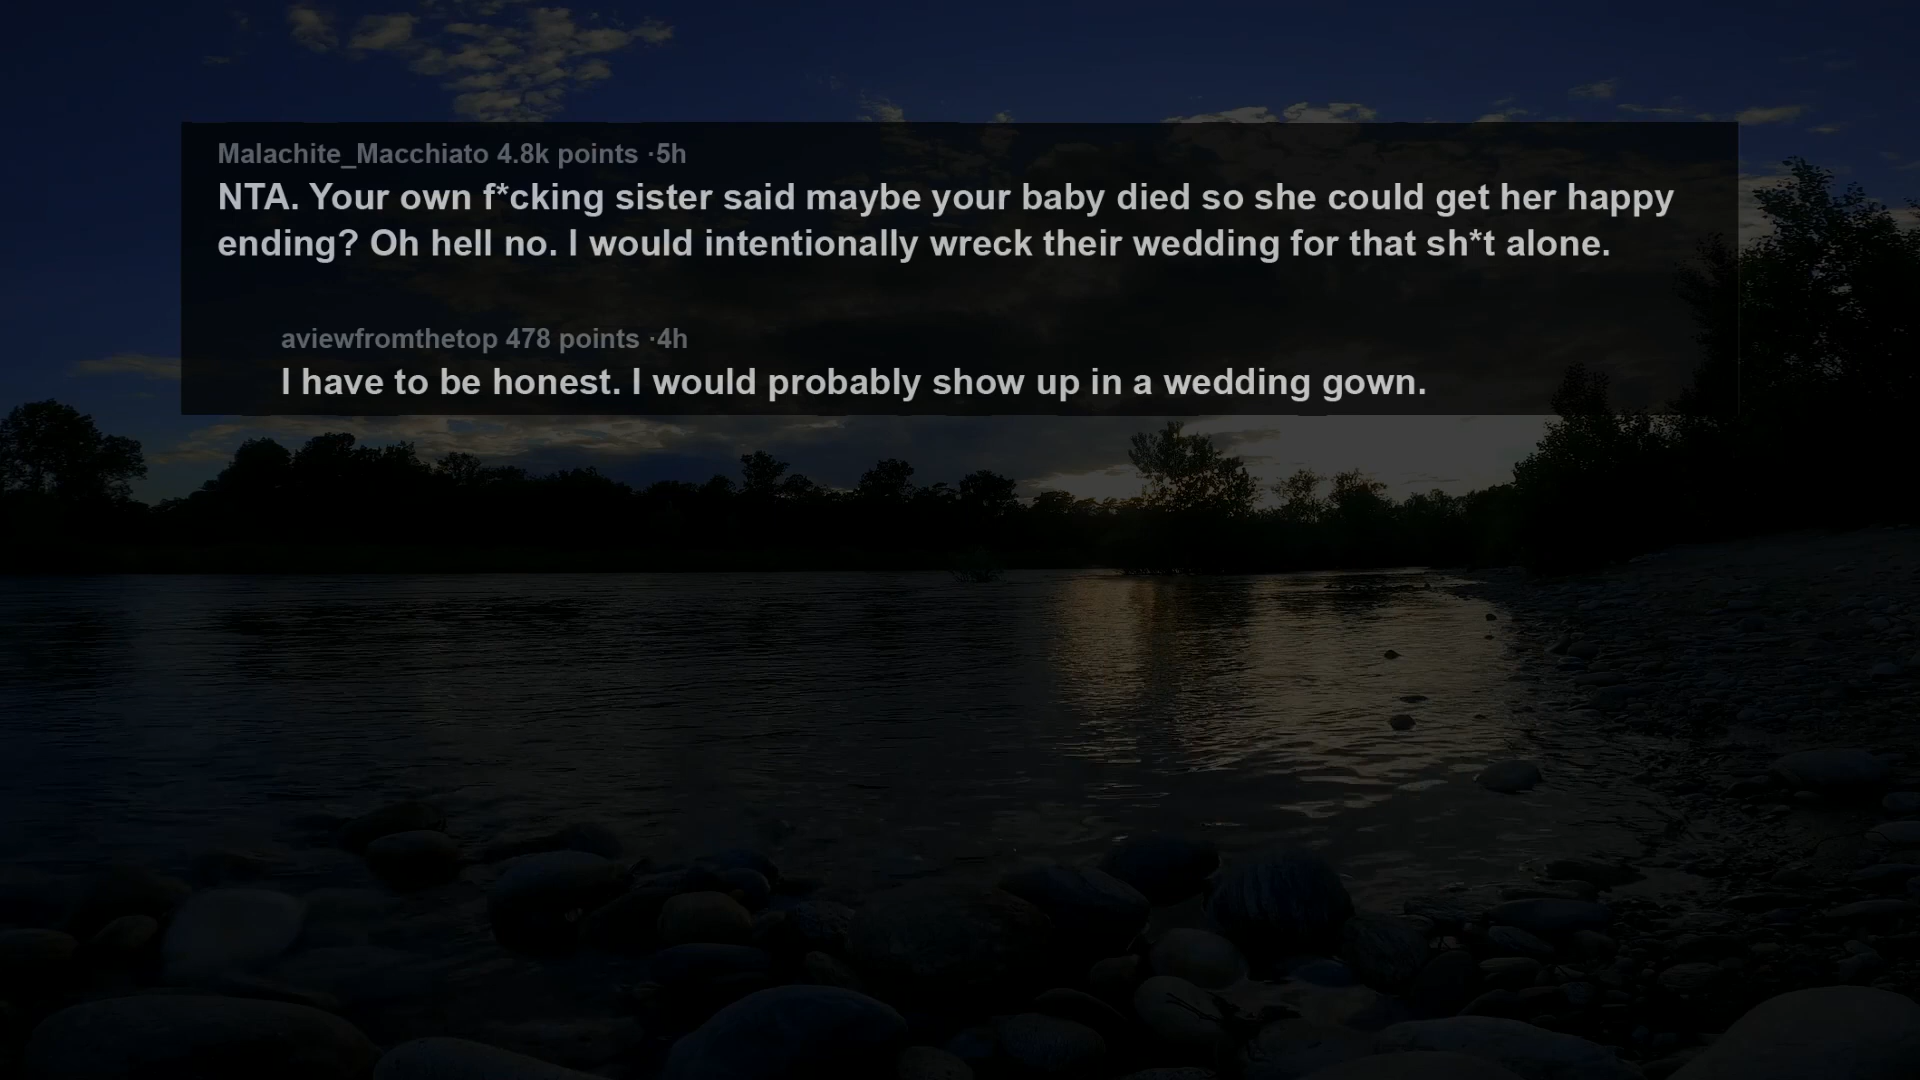 Malachite_Macchiato 4.8k points ·5h
NTA. Your own f*cking sister said maybe your baby died so she could get her happy
ending? Oh hell no. I would intentionally wreck their wedding for that sh*t alone.
aviewfromthetop 478 points ·4h
I have to be honest. I would probably show up in a wedding gown.